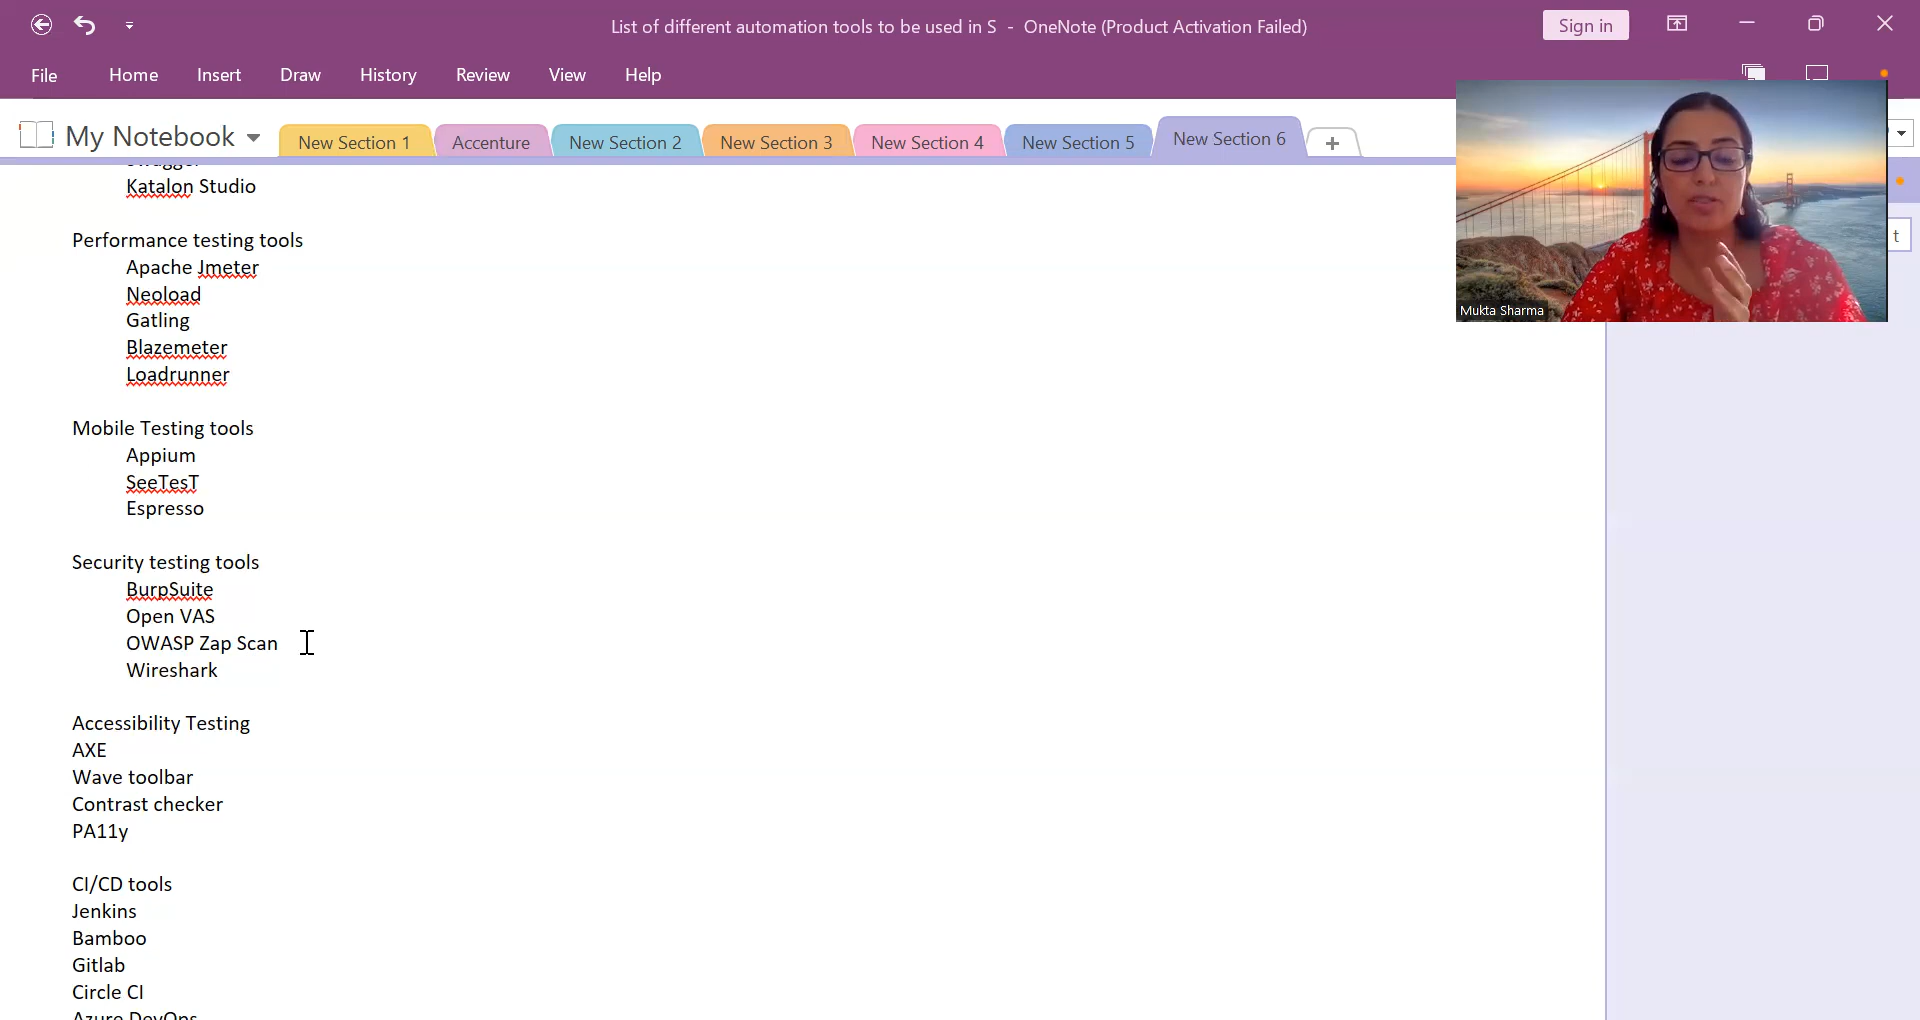 List of different automation tools to be used in S - OneNote (Product Activation Failed)
Sign in
File Home Insert Draw History Review View Help
My Notebook New Section 1 Accenture New Section 2 New Section 3 New Section 4 New Section 5 New Section 6 +
Katalon Studio
Performance testing tools
Apache Jmeter
Neoload
Gatling
Blazemeter
Loadrunner
Mobile Testing tools
Appium
SeeTesT
Espresso
Security testing tools
BurpSuite
Open VAS
OWASP Zap Scan
Wireshark
Accessibility Testing
AXE
Wave toolbar
Contrast checker
PA11y
CI/CD tools
Jenkins
Bamboo
Gitlab
Circle CI
Azure DevOps
Mukta Sharma
t